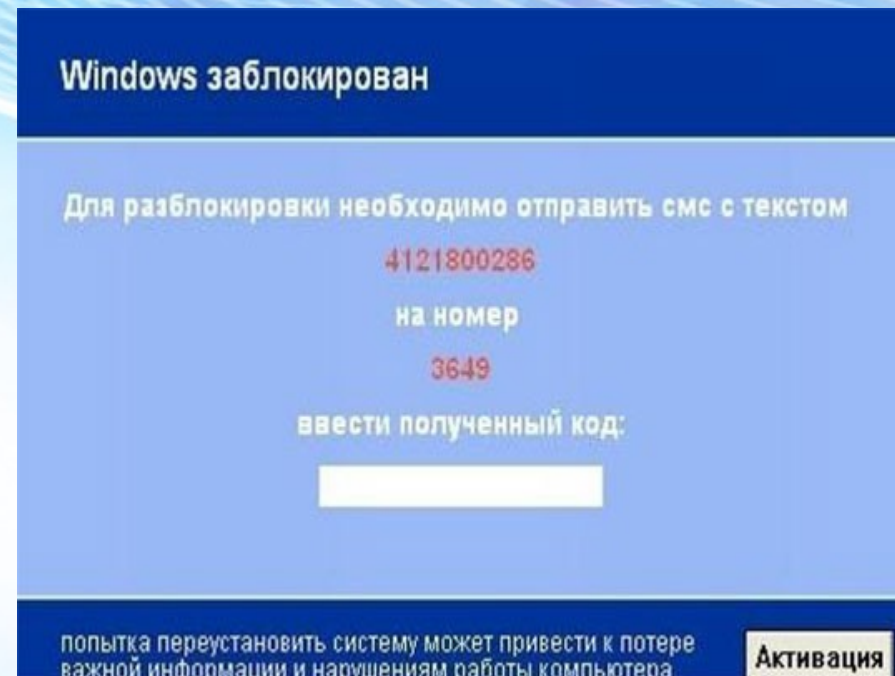 Windows заблокирован
Для разблокировки необходимо отправить смс с текстом
4121800286
на номер
3649
ввести полученный код:
попытка переустановить систему может привести к потере
важной информации и нарушениям работы компьютера
Активация